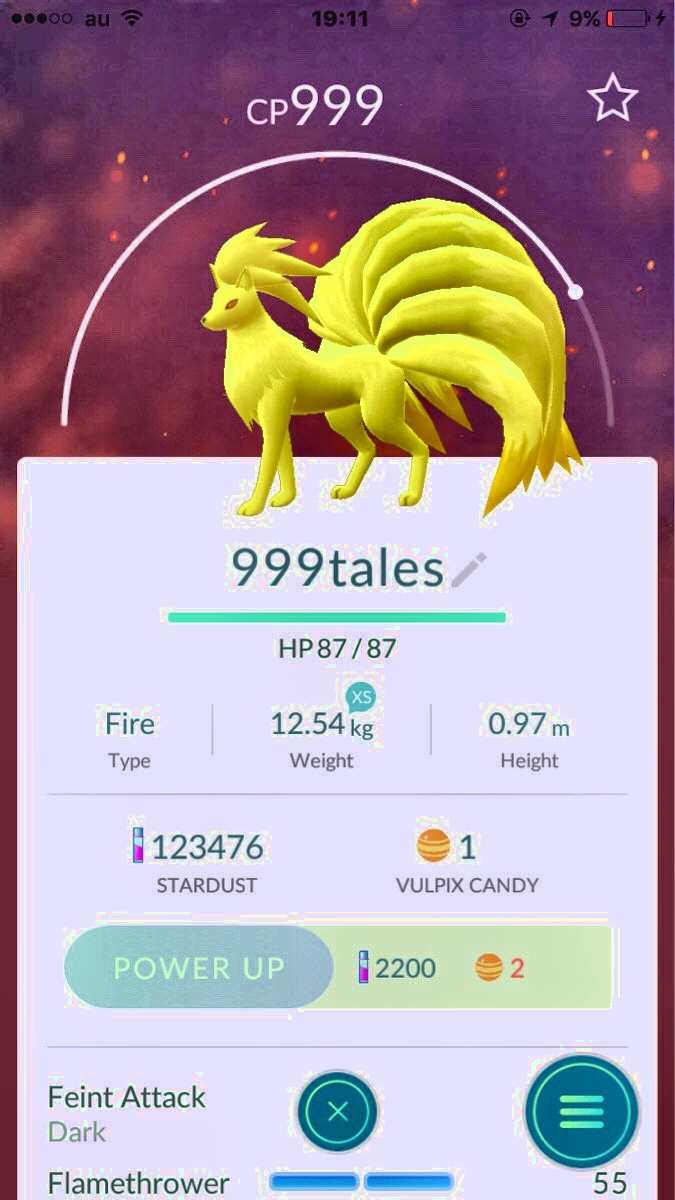 au 19:11 9%
CP999
999tales
HP 87 / 87
XS
Fire 12.54 kg 0.97 m
Type Weight Height
123476 1
STARDUST VULPIX CANDY
POWER UP 2200 2
Feint Attack
Dark
Flamethrower 55